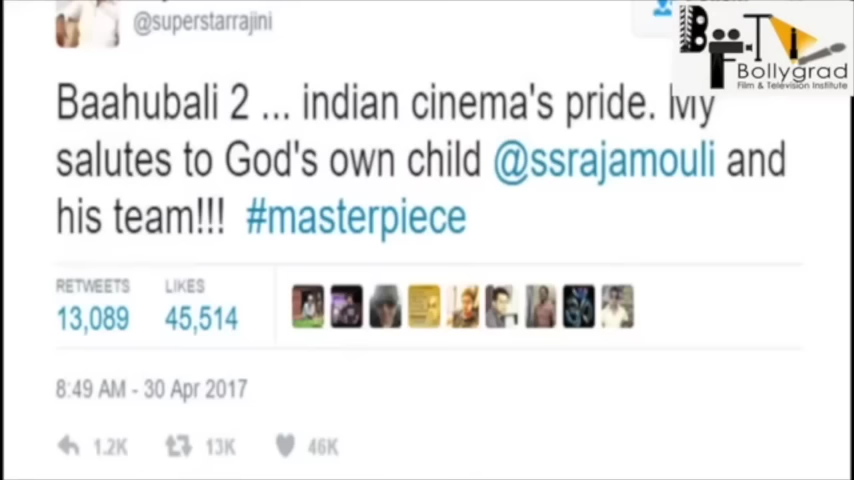 @superstarrajini
Baahubali 2 ... indian cinema's pride. My
salutes to God's own child @ssrajamouli and
his team!!! #masterpiece
RETWEETS LIKES
13,089 45,514
8:49 AM - 30 Apr 2017
1.2K 13K 46K
BFT
Bollygrad
Film & Television Institute